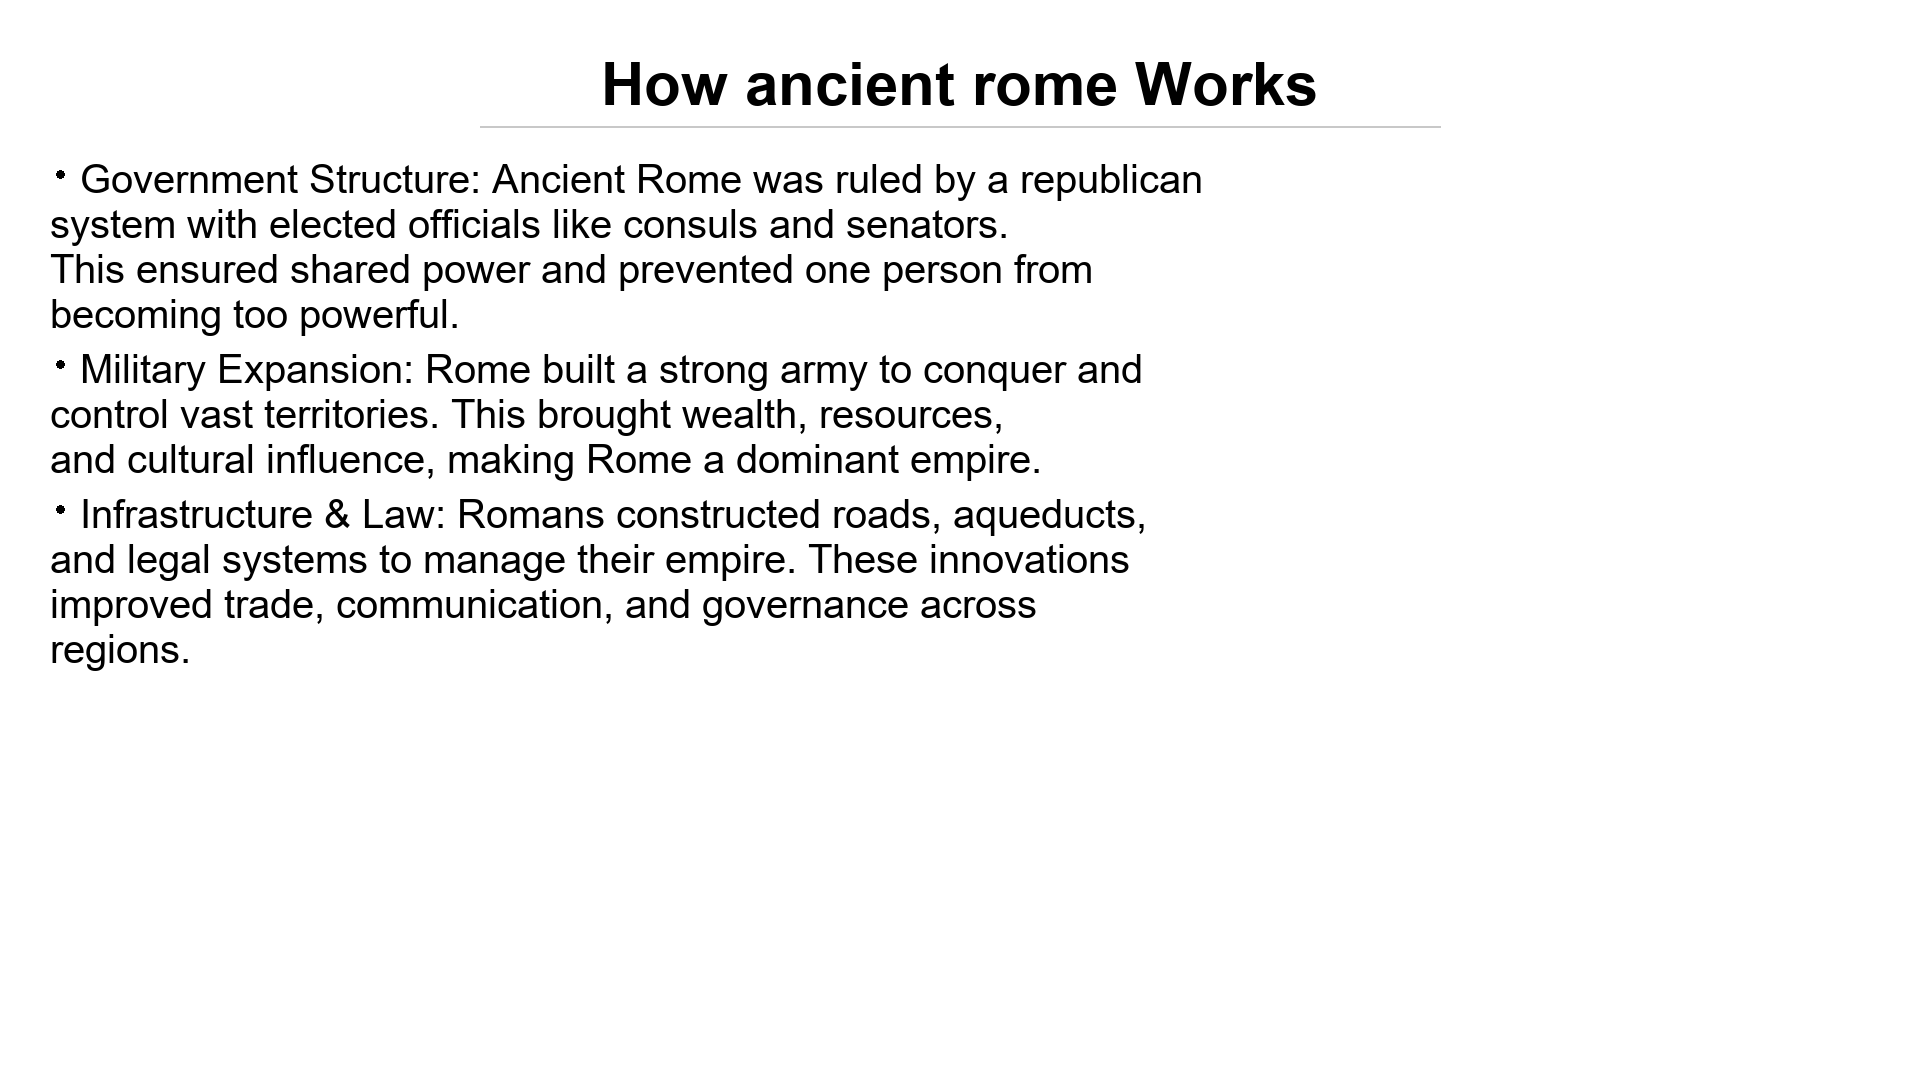 How ancient rome Works
• Government Structure: Ancient Rome was ruled by a republican
system with elected officials like consuls and senators.
This ensured shared power and prevented one person from
becoming too powerful.
• Military Expansion: Rome built a strong army to conquer and
control vast territories. This brought wealth, resources,
and cultural influence, making Rome a dominant empire.
• Infrastructure & Law: Romans constructed roads, aqueducts,
and legal systems to manage their empire. These innovations
improved trade, communication, and governance across
regions.